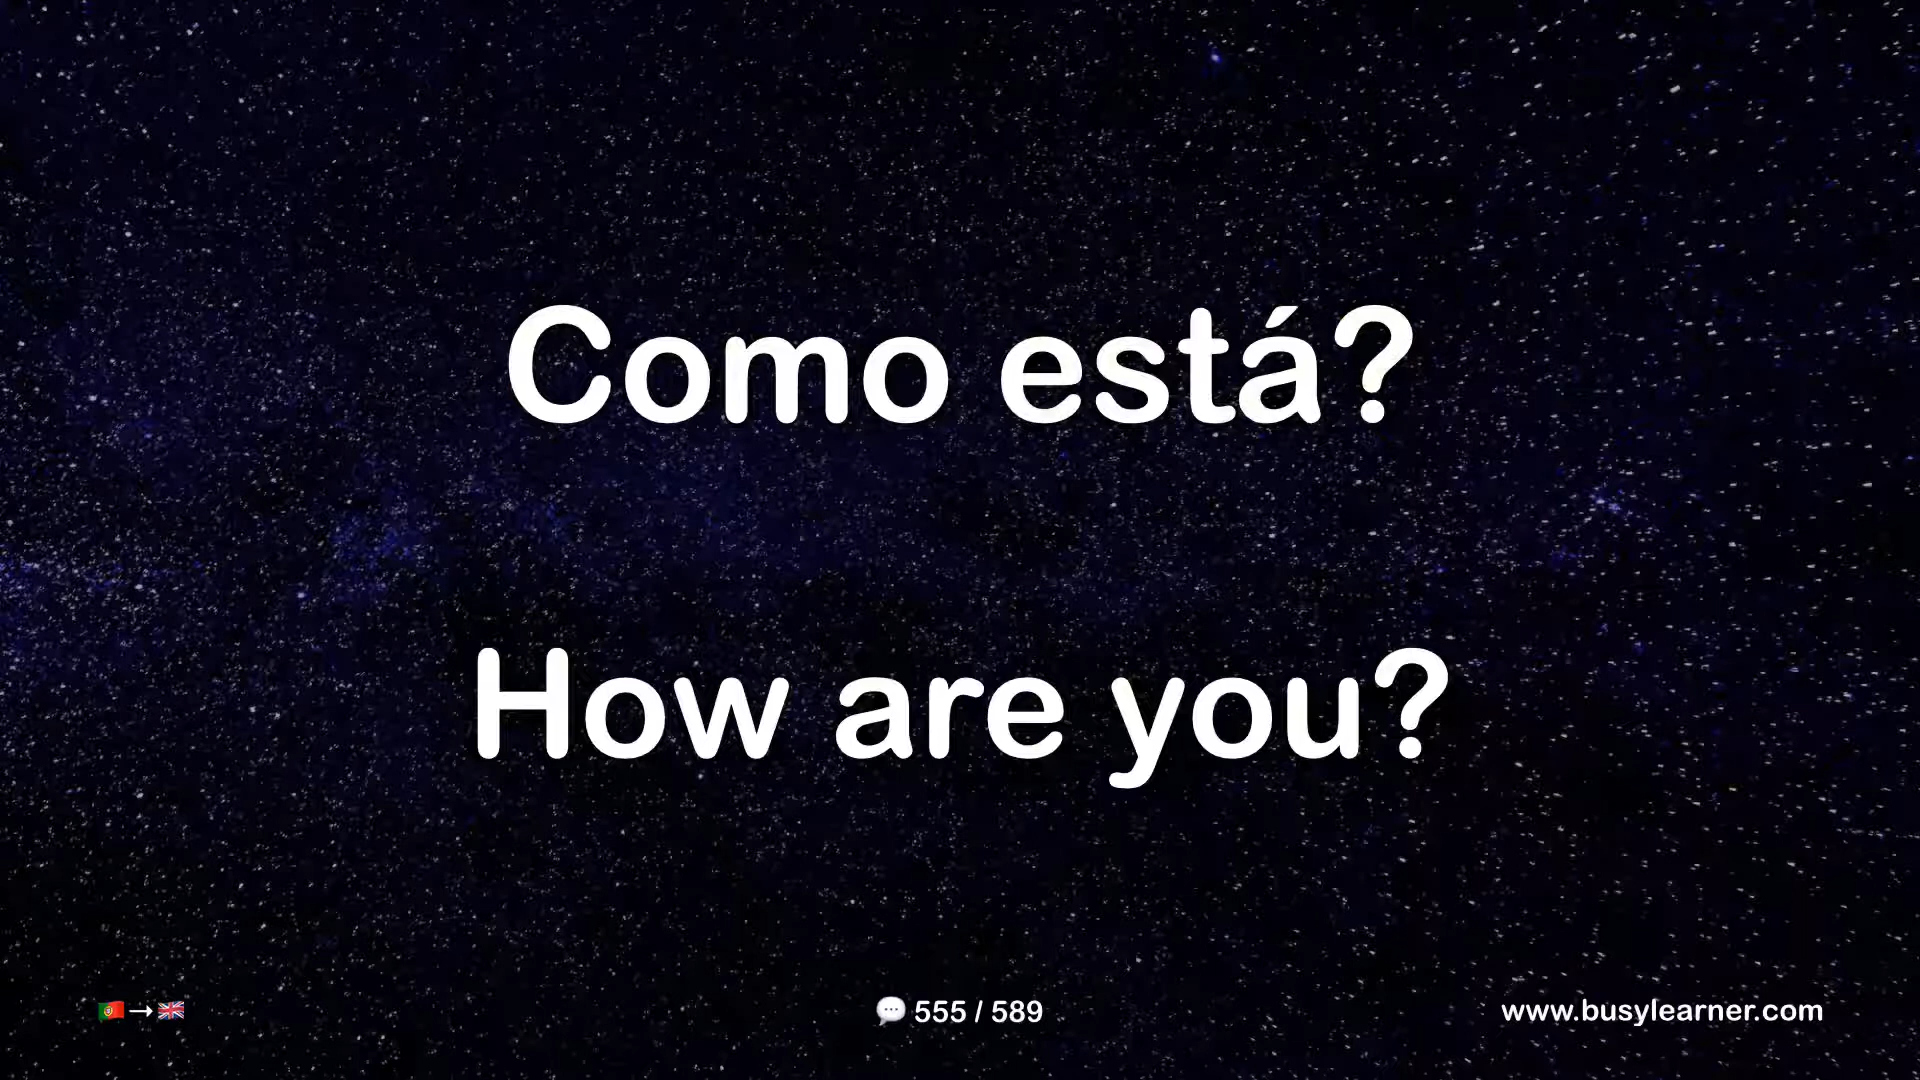 Como está?
How are you?
🇵🇹→🇬🇧
💬 555 / 589
www.busylearner.com